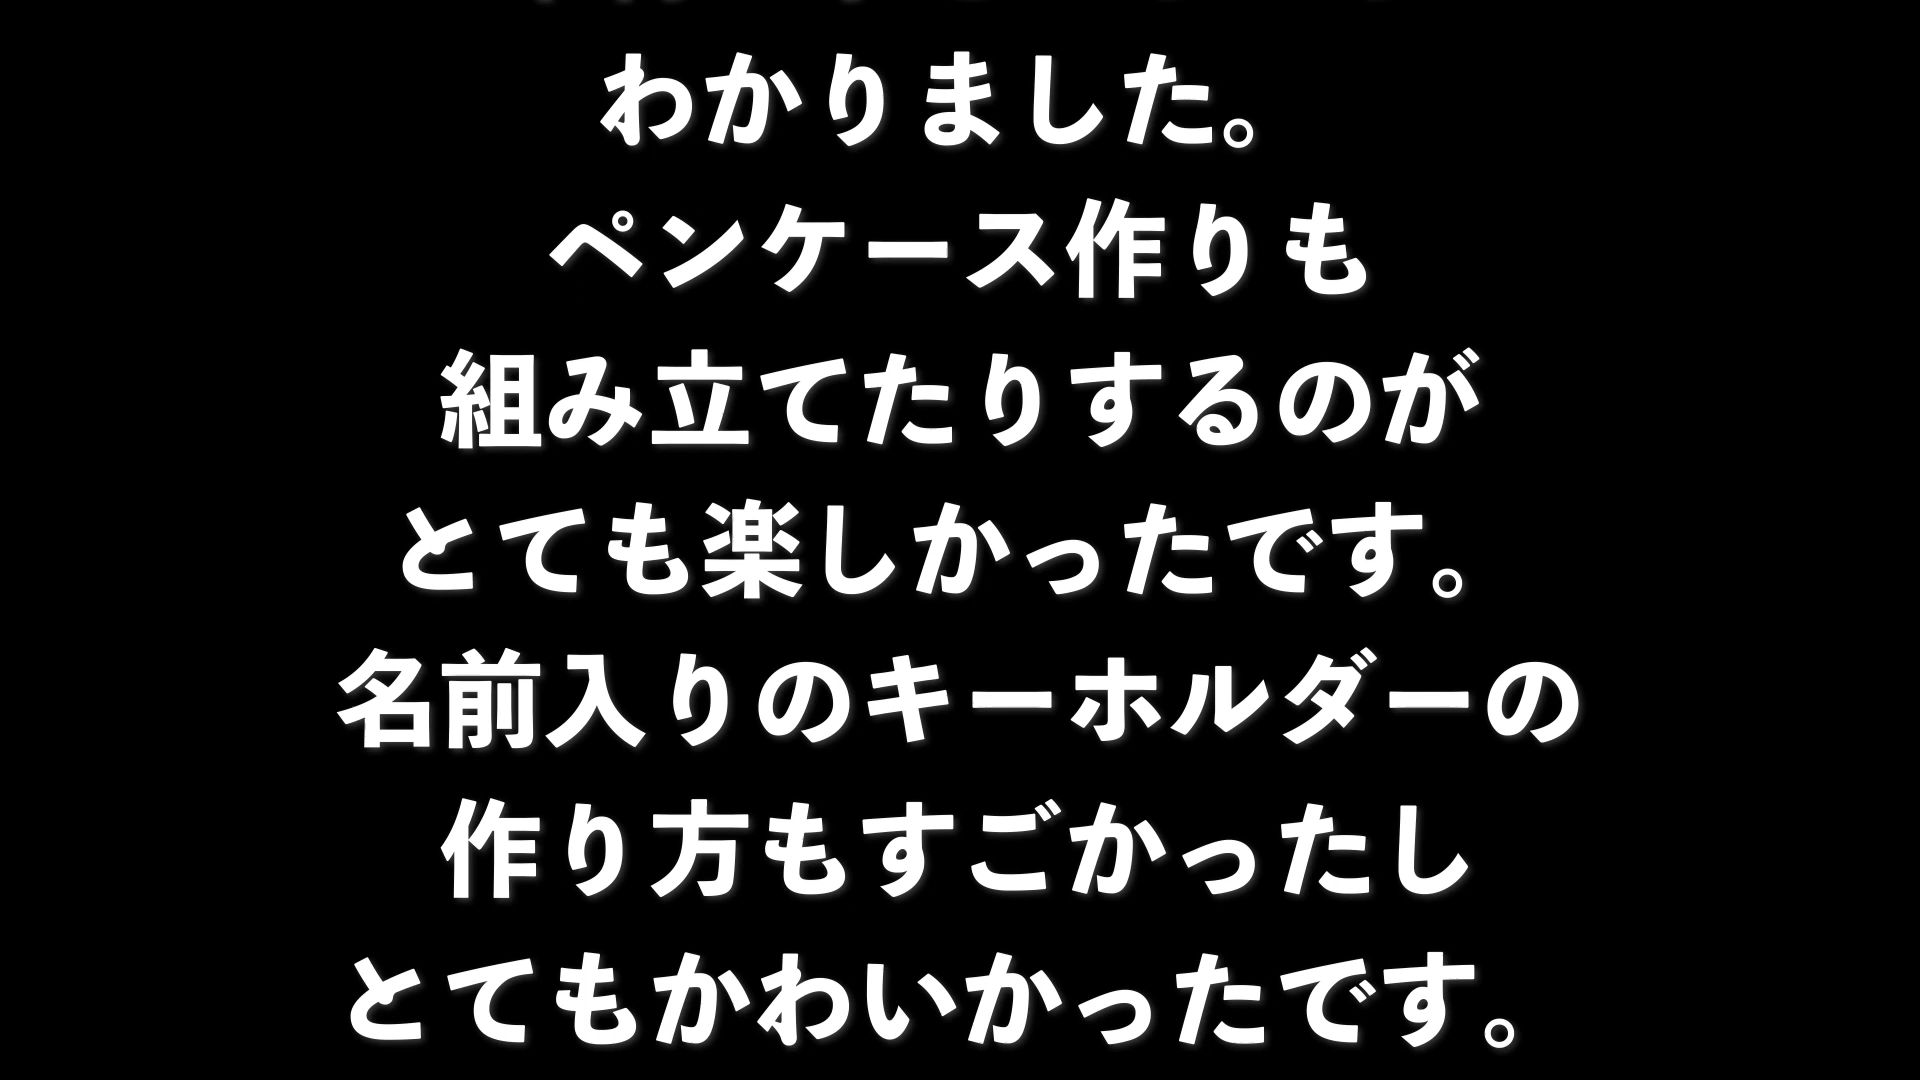 わかりました。
ペンケース作りも
組み立てたりするのが
とても楽しかったです。
名前入りのキーホルダーの
作り方もすごかったし
とてもかわいかったです。